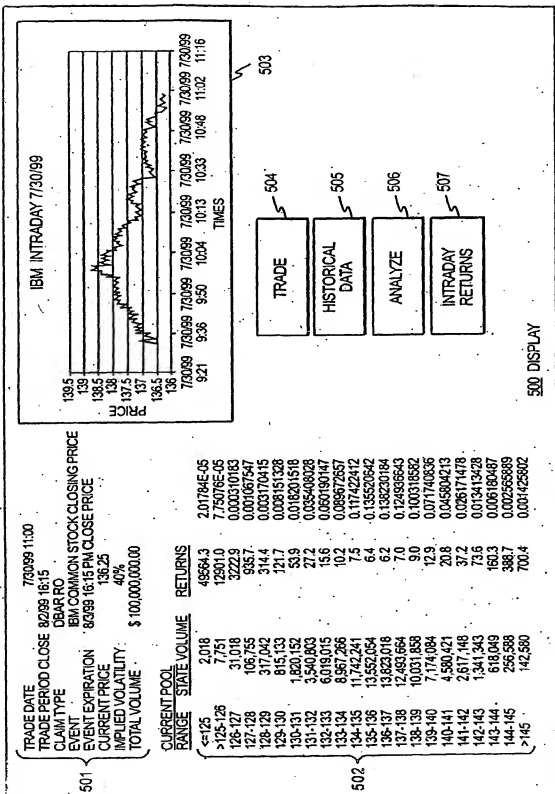 TRADE DATE 7/30/99 11:00
TRADE PERIOD CLOSE 8/2/99 16:15
CLAIM TYPE DBAR RO
EVENT IBM COMMON STOCK CLOSING PRICE
EVENT EXPIRATION 8/3/99 16:15 PM CLOSE PRICE
CURRENT PRICE 136.25
IMPLIED VOLATILITY 40%
TOTAL VOLUME $ 100,000,000.00
501
CURRENT POOL
RANGE STATE VOLUME RETURNS
<=125 2,018 49564.3 2.01784E-05
>125-126 7,751 12901.0 7.75076E-05
126-127 31,018 3222.9 0.000310183
127-128 106,755 935.7 0.001067547
128-129 317,042 314.4 0.003170415
129-130 815,133 121.7 0.008151328
130-131 1,820,152 53.9 0.018201518
131-132 3,540,803 27.2 0.035408028
132-133 6,019,015 15.6 0.060190147
133-134 8,967,266 10.2 0.089672657
134-135 11,742,241 7.5 0.117422412
135-136 13,552,054 6.4 0.135520642
136-137 13,823,018 6.2 0.138230184
137-138 12,493,664 7.0 0.124936643
138-139 10,031,858 9.0 0.100318582
139-140 7,174,084 12.9 0.071740836
140-141 4,580,421 20.8 0.045804213
141-142 2,617,148 37.2 0.026171478
142-143 1,341,343 73.6 0.013413428
143-144 618,049 160.3 0.006180487
144-145 256,588 388.7 0.002565889
>145 142,580 700.4 0.001425802
502
IBM INTRADAY 7/30/99
PRICE
139.5
139
138.5
138
137.5
137
136.5
136
7/30/99 7/30/99 7/30/99 7/30/99 7/30/99 7/30/99 7/30/99 7/30/99 7/30/99
9:21 9:36 9:50 10:04 10:13 10:33 10:48 11:02 11:16
TIMES
503
TRADE 504
HISTORICAL
DATA 505
ANALYZE 506
INTRADAY
RETURNS 507
500 DISPLAY